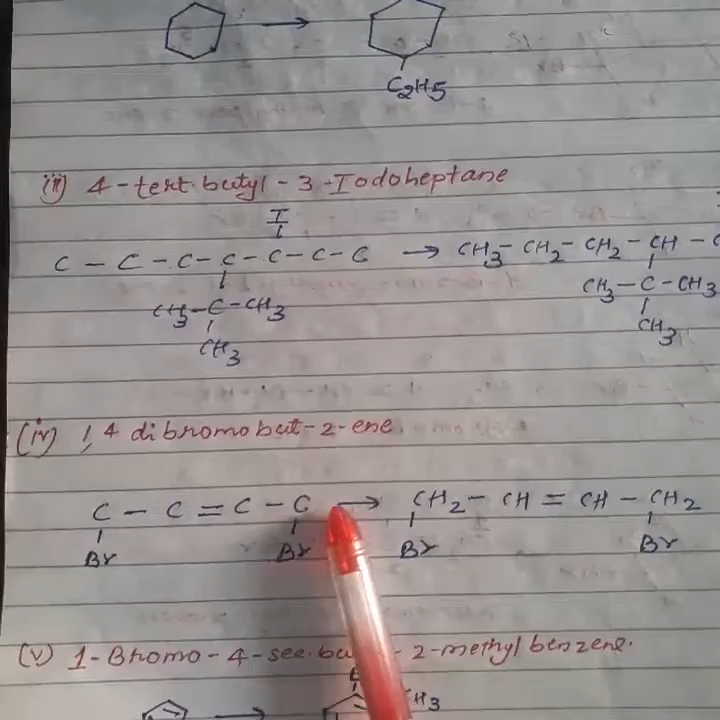 C2H5
(iii) 4-tert.butyl-3-Iodoheptane
I
C - C - C - C - C - C - C → CH3 - CH2 - CH2 - CH - C
CH3 - C - CH3 CH3 - C - CH3
CH3 CH3
(iv) 1,4 dibromobut-2-ene
C - C = C - C → CH2 - CH = CH - CH2
Br Br Br Br
(v) 1-Bromo-4-sec. - 2-methyl benzene.
CH3